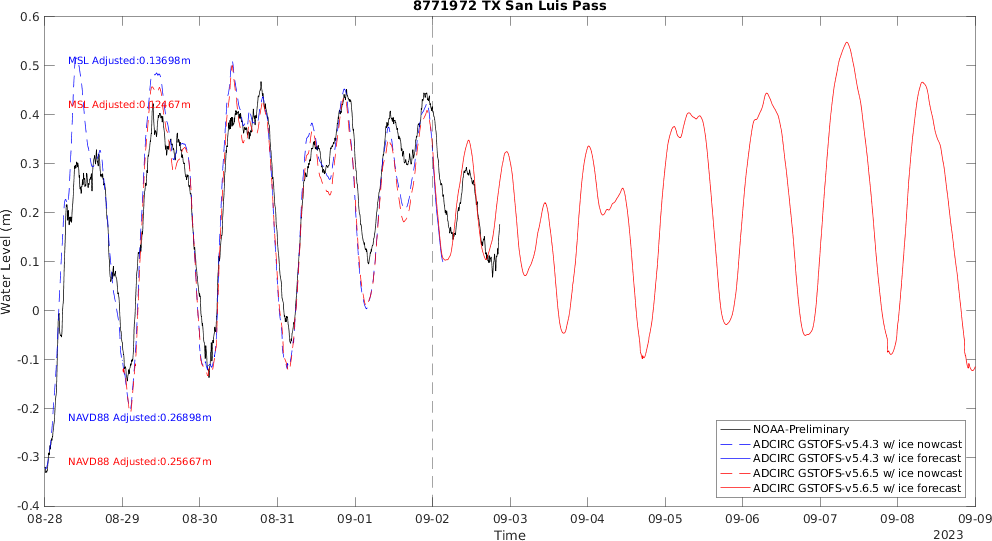 8771972 TX San Luis Pass
0.6
0.5
0.4
0.3
0.2
0.1
0
-0.1
-0.2
-0.3
-0.4
Water Level (m)
MSL Adjusted:0.13698m
MSL Adjusted:0.12467m
NAVD88 Adjusted:0.26898m
NAVD88 Adjusted:0.25667m
NOAA-Preliminary
ADCIRC GSTOFS-v5.4.3 w/ ice nowcast
ADCIRC GSTOFS-v5.4.3 w/ ice forecast
ADCIRC GSTOFS-v5.6.5 w/ ice nowcast
ADCIRC GSTOFS-v5.6.5 w/ ice forecast
08-28 08-29 08-30 08-31 09-01 09-02 09-03 09-04 09-05 09-06 09-07 09-08 09-09
Time
2023